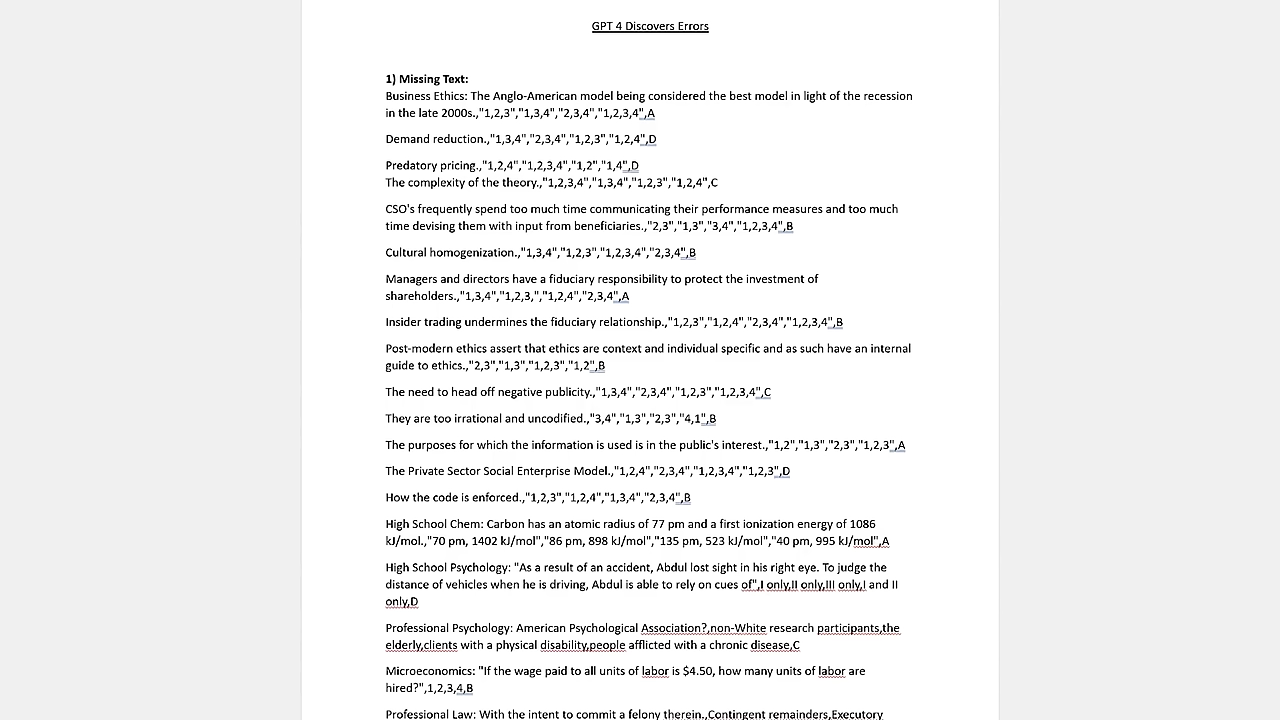 GPT 4 Discovers Errors
1) Missing Text:
Business Ethics: The Anglo-American model being considered the best model in light of the recession
in the late 2000s.,"1,2,3","1,3,4","2,3,4","1,2,3,4",A
Demand reduction.,"1,3,4","2,3,4","1,2,3","1,2,4",D
Predatory pricing.,"1,2,4","1,2,3,4","1,2","1,4",D
The complexity of the theory.,"1,2,3,4","1,3,4","1,2,3","1,2,4",C
CSO's frequently spend too much time communicating their performance measures and too much
time devising them with input from beneficiaries.,"2,3","1,3","3,4","1,2,3,4",B
Cultural homogenization.,"1,3,4","1,2,3","1,2,3,4","2,3,4",B
Managers and directors have a fiduciary responsibility to protect the investment of
shareholders.,"1,3,4","1,2,3,","1,2,4","2,3,4",A
Insider trading undermines the fiduciary relationship.,"1,2,3","1,2,4","2,3,4","1,2,3,4",B
Post-modern ethics assert that ethics are context and individual specific and as such have an internal
guide to ethics.,"2,3","1,3","1,2,3","1,2",B
The need to head off negative publicity.,"1,3,4","2,3,4","1,2,3","1,2,3,4",C
They are too irrational and uncodified.,"3,4","1,3","2,3","4,1",B
The purposes for which the information is used is in the public's interest.,"1,2","1,3","2,3","1,2,3",A
The Private Sector Social Enterprise Model.,"1,2,4","2,3,4","1,2,3,4","1,2,3",D
How the code is enforced.,"1,2,3","1,2,4","1,3,4","2,3,4",B
High School Chem: Carbon has an atomic radius of 77 pm and a first ionization energy of 1086
kJ/mol.,"70 pm, 1402 kJ/mol","86 pm, 898 kJ/mol","135 pm, 523 kJ/mol","40 pm, 995 kJ/mol",A
High School Psychology: "As a result of an accident, Abdul lost sight in his right eye. To judge the
distance of vehicles when he is driving, Abdul is able to rely on cues of",I only,II only,III only,I and II
only,D
Professional Psychology: American Psychological Association?,non-White research participants,the
elderly,clients with a physical disability,people afflicted with a chronic disease,C
Microeconomics: "If the wage paid to all units of labor is $4.50, how many units of labor are
hired?",1,2,3,4,B
Professional Law: With the intent to commit a felony therein.,Contingent remainders,Executory